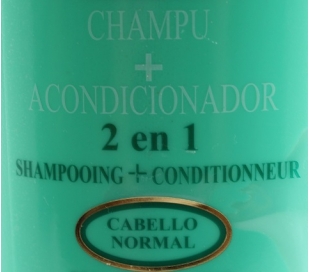 CHAMPU
+
ACONDICIONADOR
2 en 1
SHAMPOOING + CONDITIONNEUR
CABELLO
NORMAL